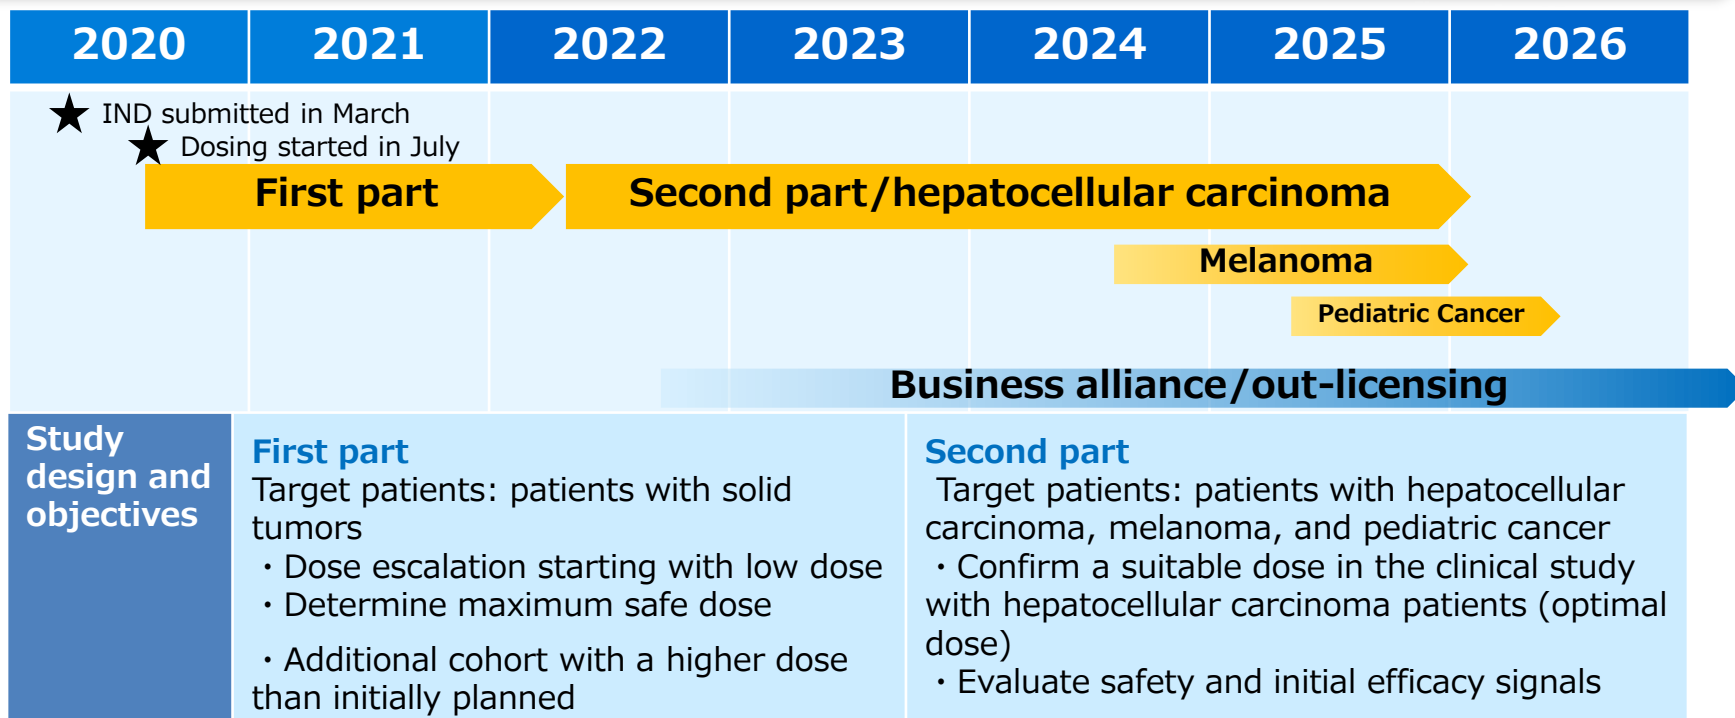 2020 2021 2022 2023 2024 2025 2026
★ IND submitted in March
★ Dosing started in July
First part
Second part/hepatocellular carcinoma
Melanoma
Pediatric Cancer
Business alliance/out-licensing
Study
design and
objectives
First part
Target patients: patients with solid
tumors
・Dose escalation starting with low dose
・Determine maximum safe dose
・Additional cohort with a higher dose
than initially planned
Second part
Target patients: patients with hepatocellular
carcinoma, melanoma, and pediatric cancer
・Confirm a suitable dose in the clinical study
with hepatocellular carcinoma patients (optimal
dose)
・Evaluate safety and initial efficacy signals